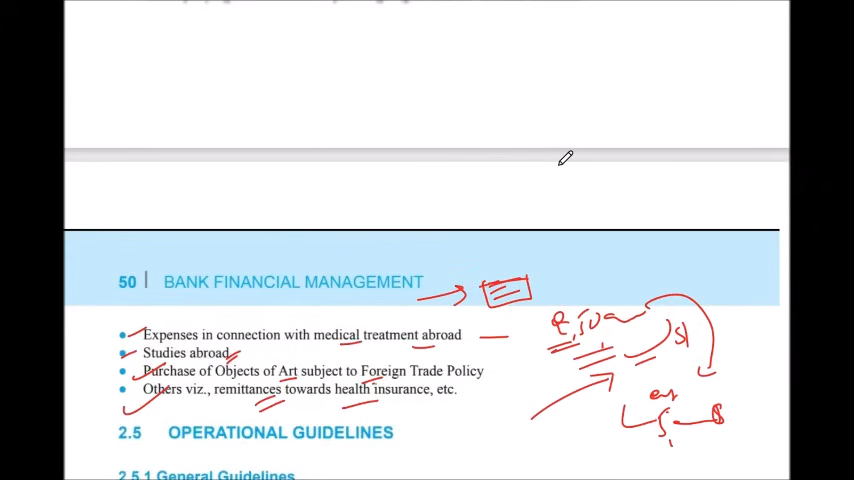 50 | BANK FINANCIAL MANAGEMENT
• Expenses in connection with medical treatment abroad
• Studies abroad
• Purchase of Objects of Art subject to Foreign Trade Policy
• Others viz., remittances towards health insurance, etc.
2.5 OPERATIONAL GUIDELINES
2.5.1 General Guidelines